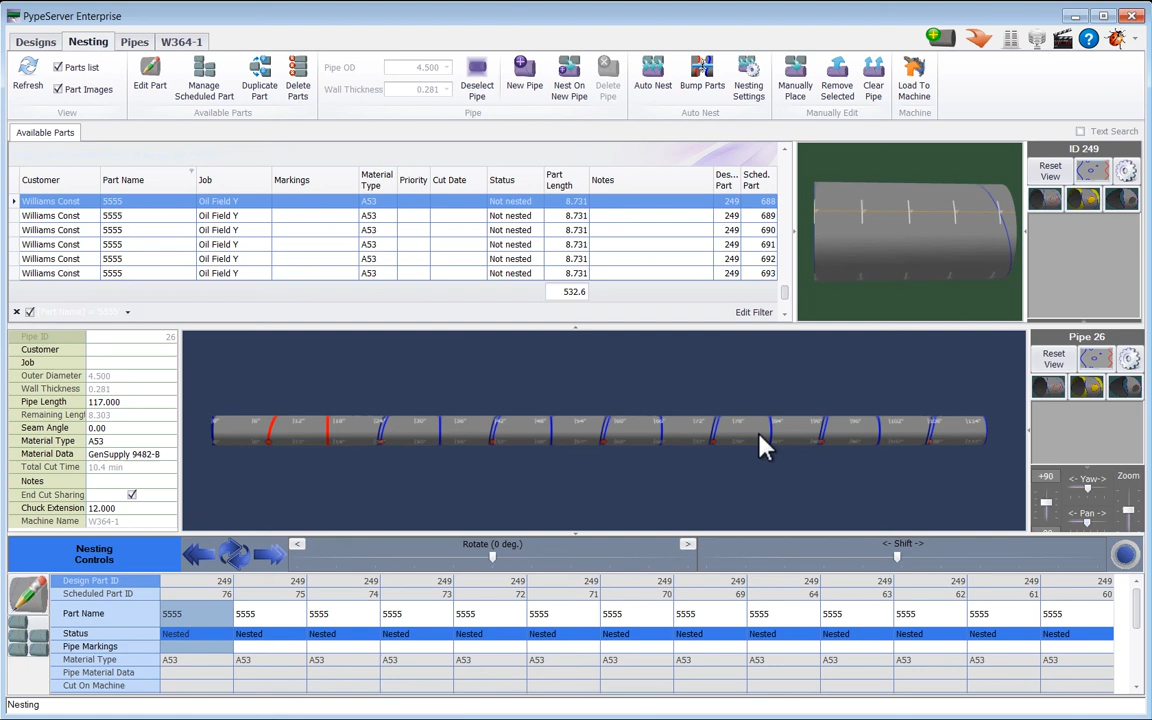 PypeServer Enterprise
Designs Nesting Pipes W364-1
Refresh
Parts list
Part Images
View
Edit Part
Manage Scheduled Part
Duplicate Part
Delete Parts
Available Parts
Pipe OD 4.500
Wall Thickness 0.281
Deselect Pipe
New Pipe
Nest On New Pipe
Delete Pipe
Pipe
Auto Nest
Bump Parts
Nesting Settings
Auto Nest
Manually Place
Remove Selected
Clear Pipe
Manually Edit
Load To Machine
Machine
Available Parts
Text Search
Customer Part Name Job Markings Material Type Priority Cut Date Status Part Length Notes Des... Part Sched. Part
Williams Const 5555 Oil Field Y A53 Not nested 8.731 249 688
Williams Const 5555 Oil Field Y A53 Not nested 8.731 249 689
Williams Const 5555 Oil Field Y A53 Not nested 8.731 249 690
Williams Const 5555 Oil Field Y A53 Not nested 8.731 249 691
Williams Const 5555 Oil Field Y A53 Not nested 8.731 249 692
Williams Const 5555 Oil Field Y A53 Not nested 8.731 249 693
532.6
Edit Filter
ID 249
Reset View
Pipe ID 26
Customer
Job
Outer Diameter 4.500
Wall Thickness 0.281
Pipe Length 117.000
Remaining Lengt 8.303
Seam Angle 0.00
Material Type A53
Material Data GenSupply 9482-B
Total Cut Time 10.4 min
Notes
End Cut Sharing
Chuck Extension 12.000
Machine Name W364-1
Pipe 26
Reset View
+90 <- Yaw -> Zoom
<- Pan ->
Nesting Controls
< Rotate (0 deg.) > <- Shift ->
Design Part ID 249 249 249 249 249 249 249 249 249 249 249 249 249
Scheduled Part ID 76 75 74 73 72 71 70 69 64 63 62 61 60
Part Name 5555 5555 5555 5555 5555 5555 5555 5555 5555 5555 5555 5555 5555
Status Nested Nested Nested Nested Nested Nested Nested Nested Nested Nested Nested Nested Nested
Pipe Markings
Material Type A53 A53 A53 A53 A53 A53 A53 A53 A53 A53 A53 A53 A53
Pipe Material Data
Cut On Machine
Nesting